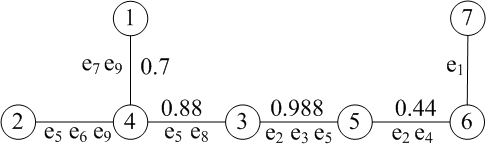 1 7
e₇ e₉ 0.7 e₁
0.88 0.988 0.44
2 4 3 5 6
e₅ e₆ e₉ e₅ e₈ e₂ e₃ e₅ e₂ e₄